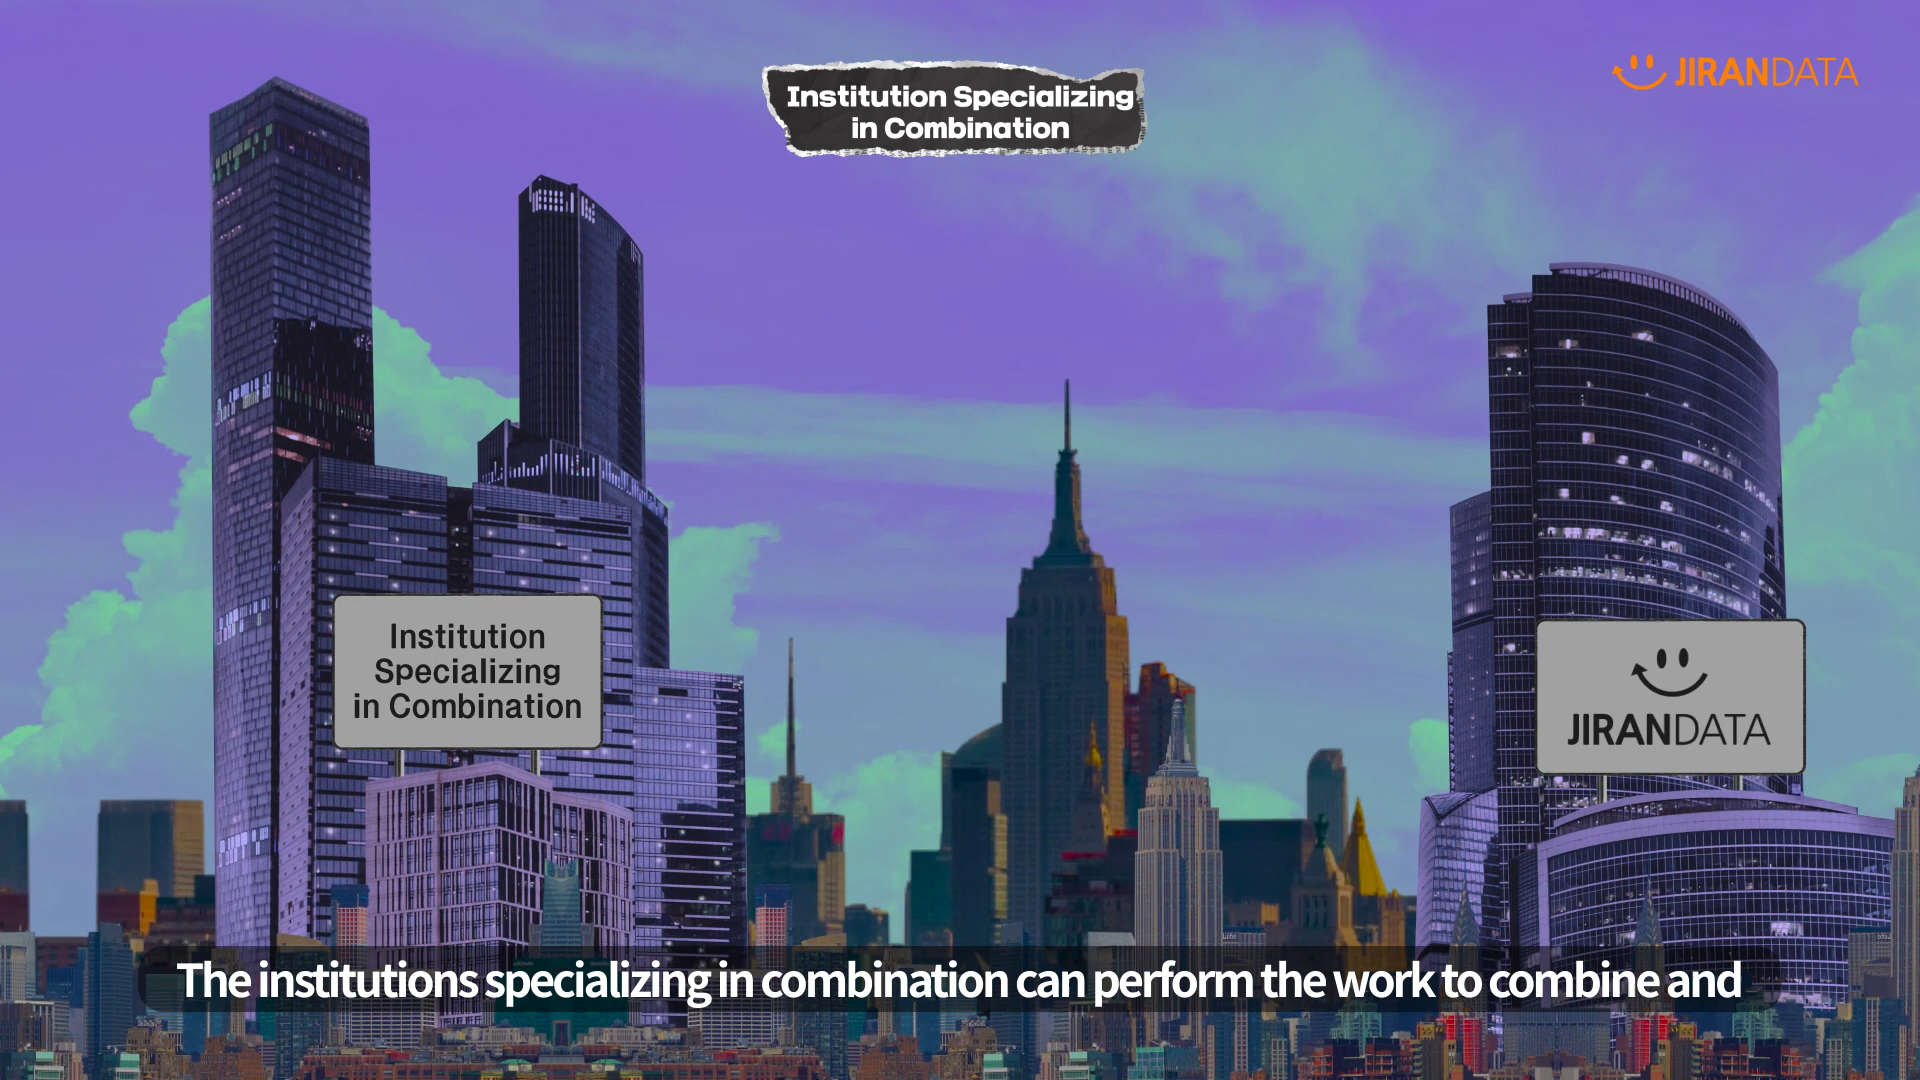 Institution Specializing
in Combination
JIRANDATA
Institution
Specializing
in Combination
JIRANDATA
The institutions specializing in combination can perform the work to combine and